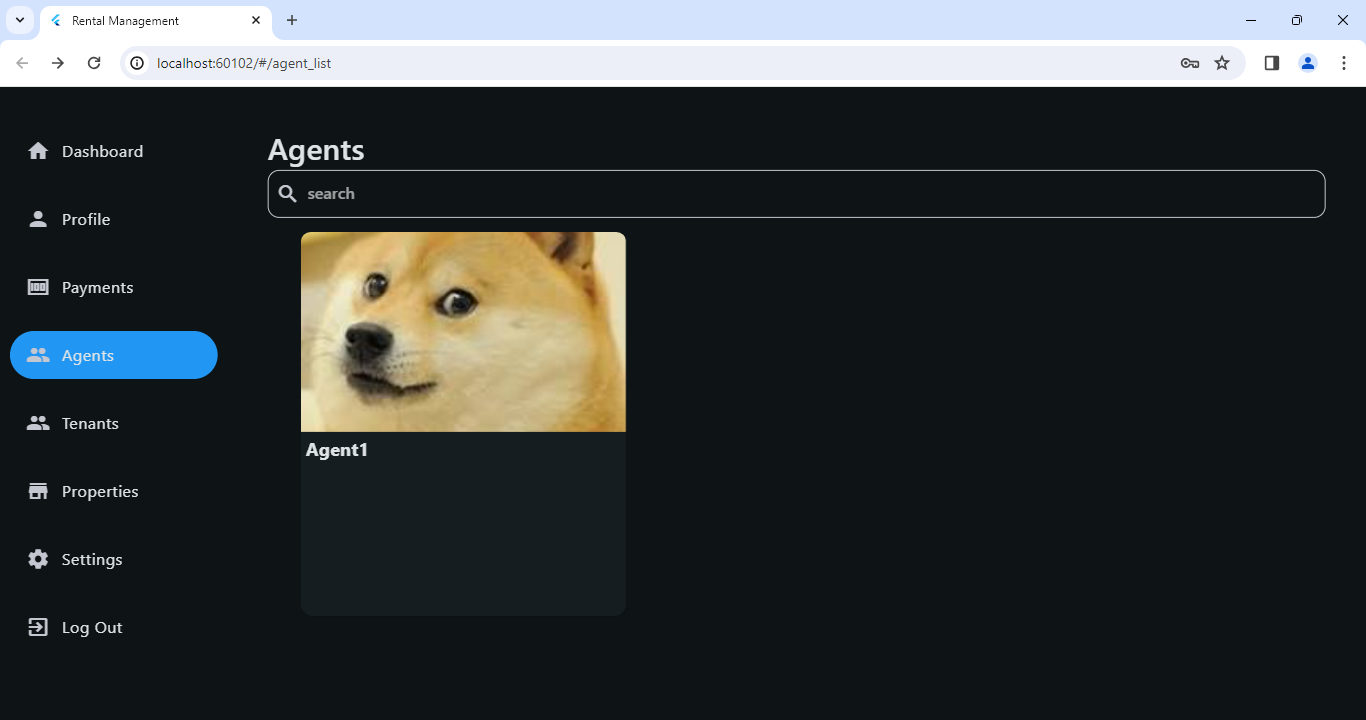 Rental Management
localhost:60102/#/agent_list
Dashboard
Profile
Payments
Agents
Tenants
Properties
Settings
Log Out
Agents
search
Agent1